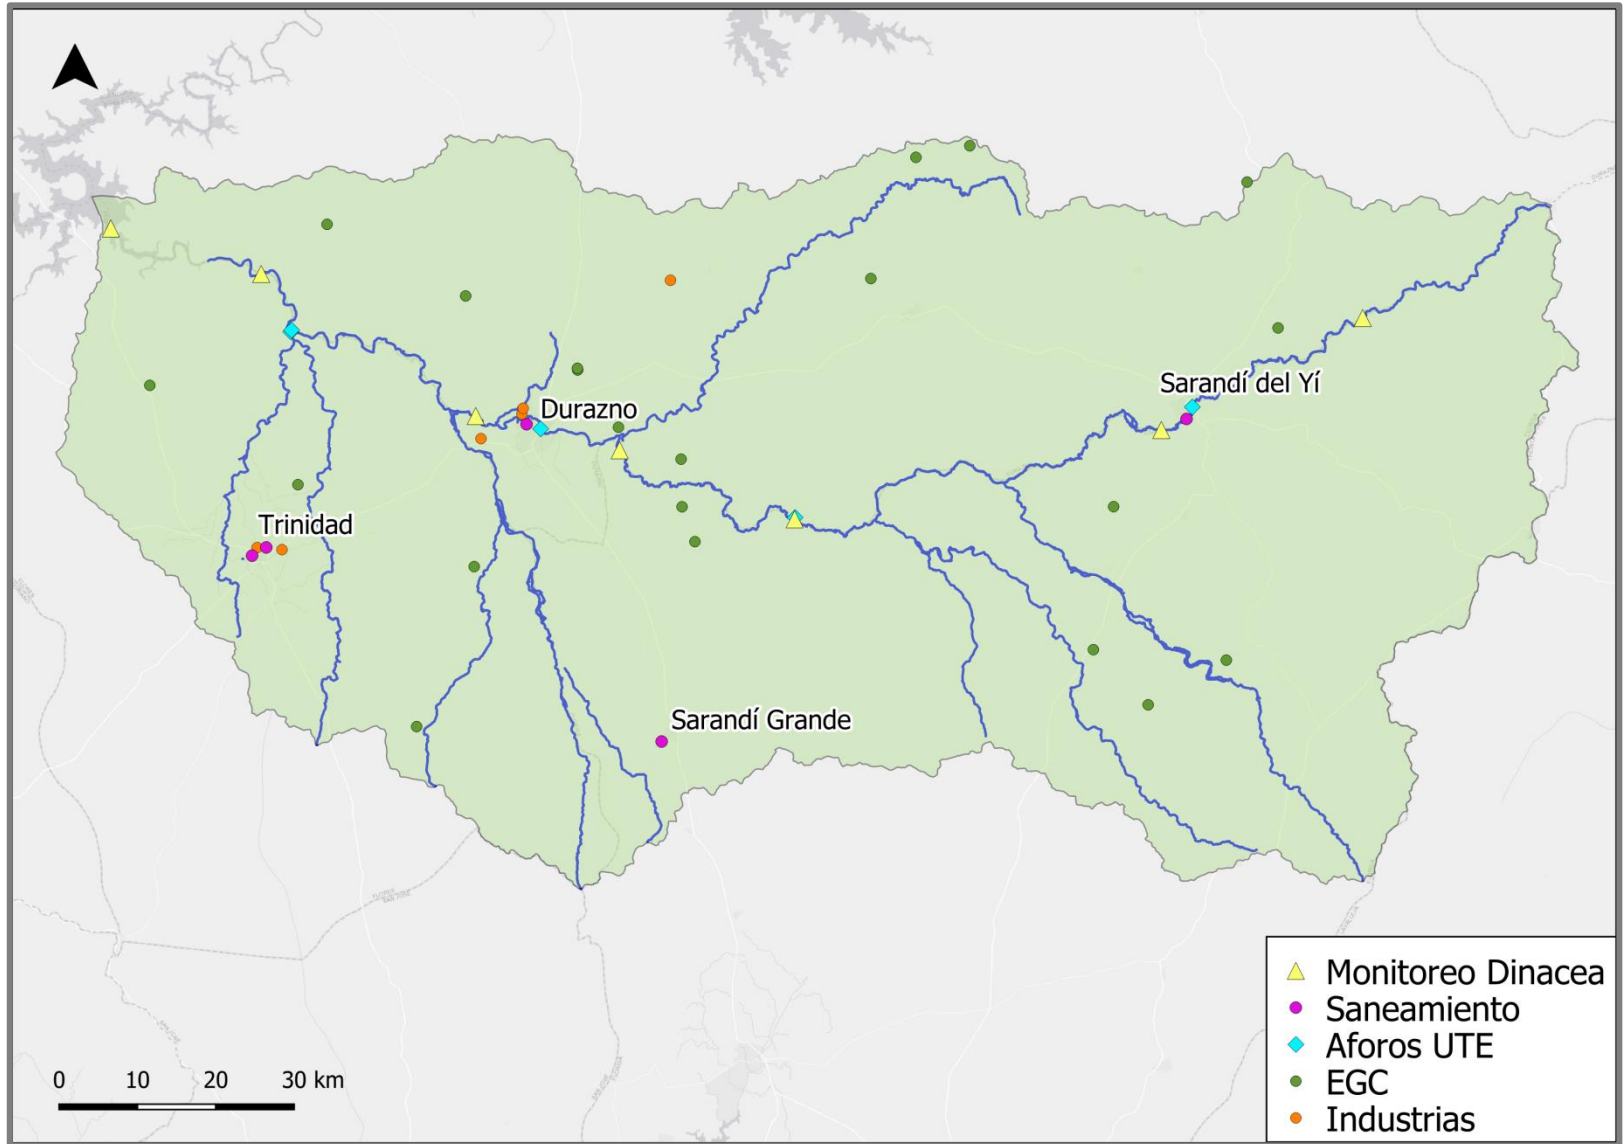 Sarandí del Yí
Durazno
Trinidad
Sarandí Grande
Monitoreo Dinacea
Saneamiento
Aforos UTE
EGC
Industrias
0 10 20 30 km